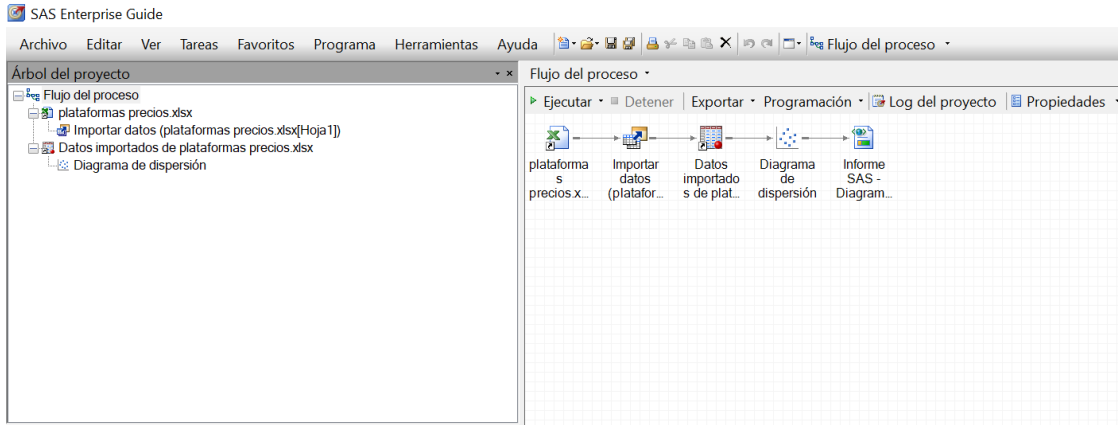 SAS Enterprise Guide
Archivo Editar Ver Tareas Favoritos Programa Herramientas Ayuda Flujo del proceso
Árbol del proyecto
Flujo del proceso
plataformas precios.xlsx
Importar datos (plataformas precios.xlsx[Hoja1])
Datos importados de plataformas precios.xlsx
Diagrama de dispersión
Flujo del proceso
Ejecutar Detener Exportar Programación Log del proyecto Propiedades
plataforma
s
precios.x...
Importar
datos
(platafor...
Datos
importado
s de plat...
Diagrama
de
dispersión
Informe
SAS -
Diagram...